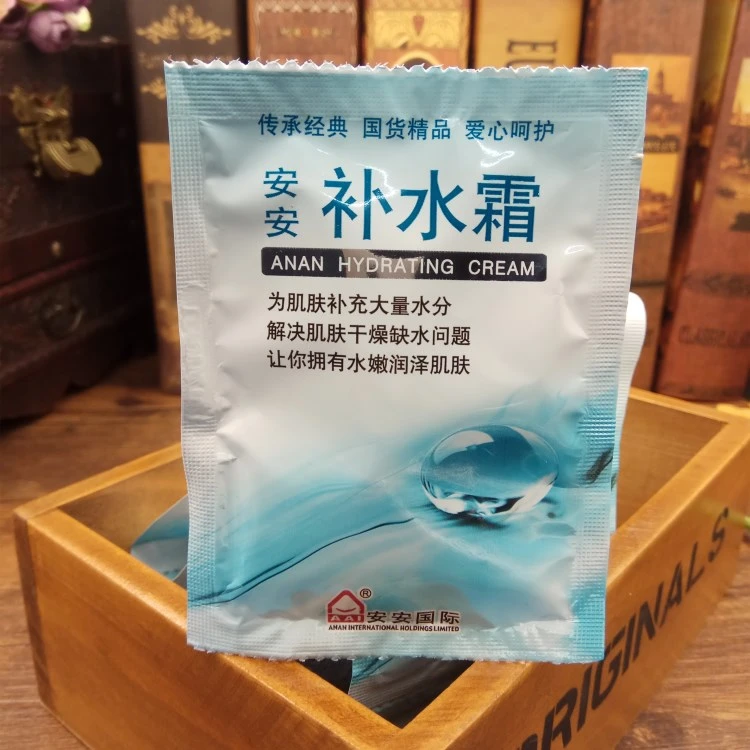 传承经典 国货精品 爱心呵护
安安 补水霜
ANAN HYDRATING CREAM
为肌肤补充大量水分
解决肌肤干燥缺水问题
让你拥有水嫩润泽肌肤
AAI ® 安安国际
ANAN INTERNATIONAL HOLDINGS LIMITED
ORIGINALS